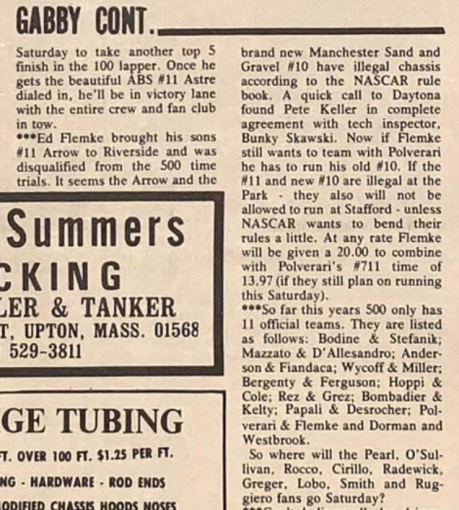 GABBY CONT.
Saturday to take another top 5
finish in the 100 lapper. Once he
gets the beautiful ABS #11 Astre
dialed in, he'll be in victory lane
with the entire crew and fan club
in tow.
***Ed Flemke brought his sons
#11 Arrow to Riverside and was
disqualified from the 500 time
trials. It seems the Arrow and the
Summers
CKING
LER & TANKER
T, UPTON, MASS. 01568
529-3811
GE TUBING
FT. OVER 100 FT. $1.25 PER FT.
NG - HARDWARE - ROD ENDS
MODIFIED CHASSIS HOODS NOSES
brand new Manchester Sand and
Gravel #10 have illegal chassis
according to the NASCAR rule
book. A quick call to Daytona
found Pete Keller in complete
agreement with tech inspector,
Bunky Skawski. Now if Flemke
still wants to team with Polverari
he has to run his old #10. If the
#11 and new #10 are illegal at the
Park - they also will not be
allowed to run at Stafford - unless
NASCAR wants to bend their
rules a little. At any rate Flemke
will be given a 20.00 to combine
with Polverari's #711 time of
13.97 (if they still plan on running
this Saturday).
***So far this years 500 only has
11 official teams. They are listed
as follows: Bodine & Stefanik;
Mazzato & D'Allesandro; Ander-
son & Fiandaca; Wycoff & Miller;
Bergenty & Ferguson; Hoppi &
Cole; Rez & Grez; Bombadier &
Kelty; Papali & Desrocher; Pol-
verari & Flemke and Dorman and
Westbrook.
So where will the Pearl, O'Sul-
livan, Rocco, Cirillo, Radewick,
Greger, Lobo, Smith and Rug-
giero fans go Saturday?